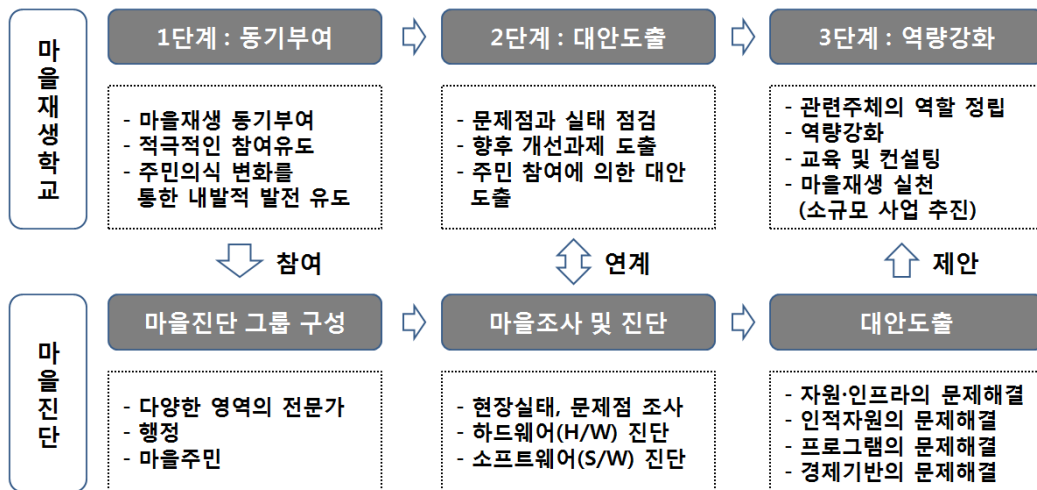 마을재생학교
1단계 : 동기부여
2단계 : 대안도출
3단계 : 역량강화
- 마을재생 동기부여
- 적극적인 참여유도
- 주민의식 변화를
통한 내발적 발전 유도
- 문제점과 실태 점검
- 향후 개선과제 도출
- 주민 참여에 의한 대안
도출
- 관련주체의 역할 정립
- 역량강화
- 교육 및 컨설팅
- 마을재생 실천
(소규모 사업 추진)
참여
연계
제안
마을진단
마을진단 그룹 구성
마을조사 및 진단
대안도출
- 다양한 영역의 전문가
- 행정
- 마을주민
- 현장실태, 문제점 조사
- 하드웨어(H/W) 진단
- 소프트웨어(S/W) 진단
- 자원·인프라의 문제해결
- 인적자원의 문제해결
- 프로그램의 문제해결
- 경제기반의 문제해결